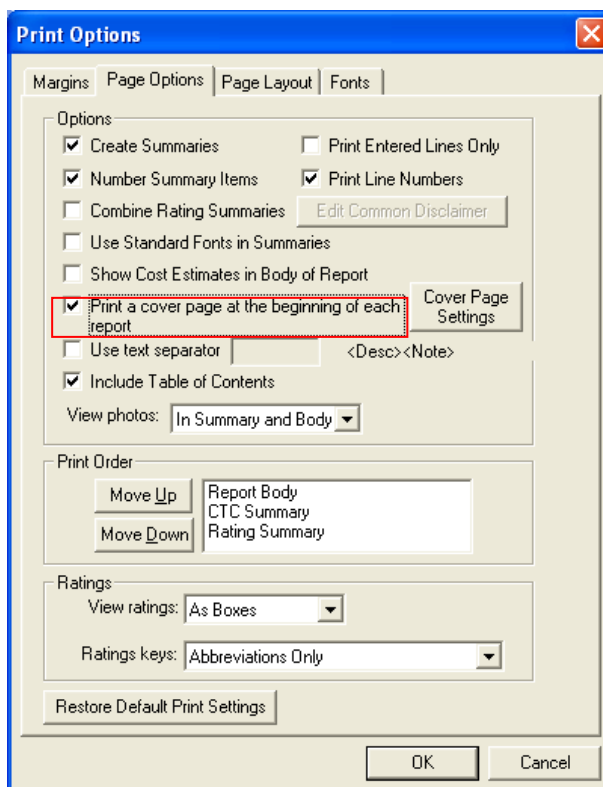 Print Options
Margins Page Options Page Layout Fonts
Options
Create Summaries Print Entered Lines Only
Number Summary Items Print Line Numbers
Combine Rating Summaries Edit Common Disclaimer
Use Standard Fonts in Summaries
Show Cost Estimates in Body of Report
Print a cover page at the beginning of each
report
Cover Page
Settings
Use text separator <Desc><Note>
Include Table of Contents
View photos: In Summary and Body
Print Order
Move Up
Move Down
Report Body
CTC Summary
Rating Summary
Ratings
View ratings: As Boxes
Ratings keys: Abbreviations Only
Restore Default Print Settings
OK Cancel